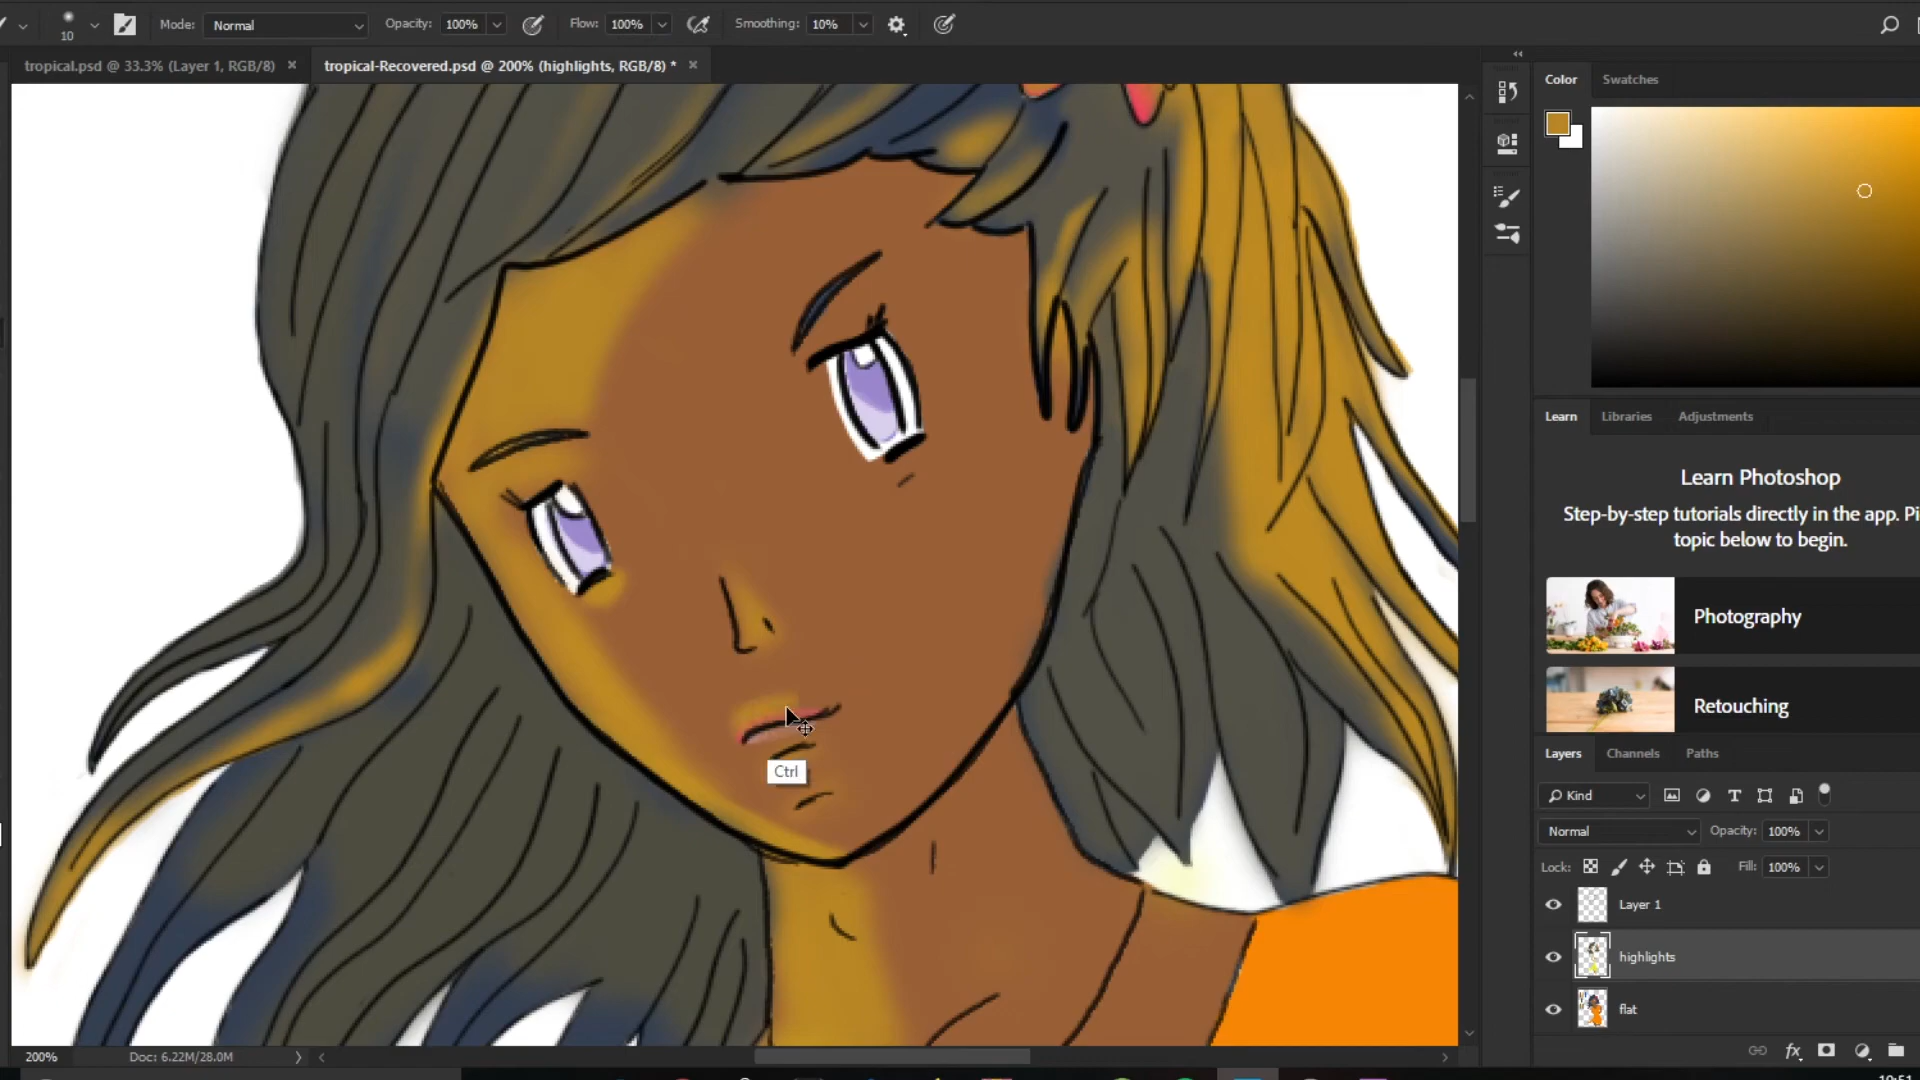 10
Mode: Normal
Opacity: 100%
Flow: 100%
Smoothing: 10%
tropical.psd @ 33.3% (Layer 1, RGB/8) ×
tropical-Recovered.psd @ 200% (highlights, RGB/8) * ×
Color Swatches
Learn Libraries Adjustments
Learn Photoshop
Step-by-step tutorials directly in the app. Pi
topic below to begin.
Photography
Retouching
Ctrl
Layers Channels Paths
Kind
Normal Opacity: 100%
Lock: Fill: 100%
Layer 1
highlights
flat
fx
200% Doc: 6.22M/28.0M